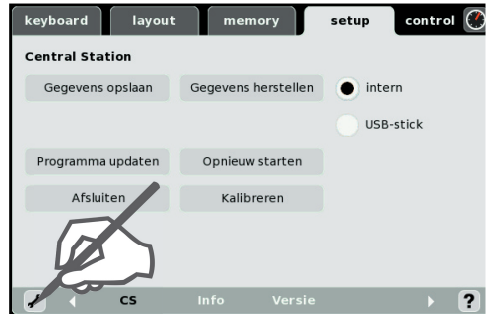 keyboard layout memory setup control
Central Station
Gegevens opslaan Gegevens herstellen intern
USB-stick
Programma updaten Opnieuw starten
Afsluiten Kalibreren
CS Info Versie ?